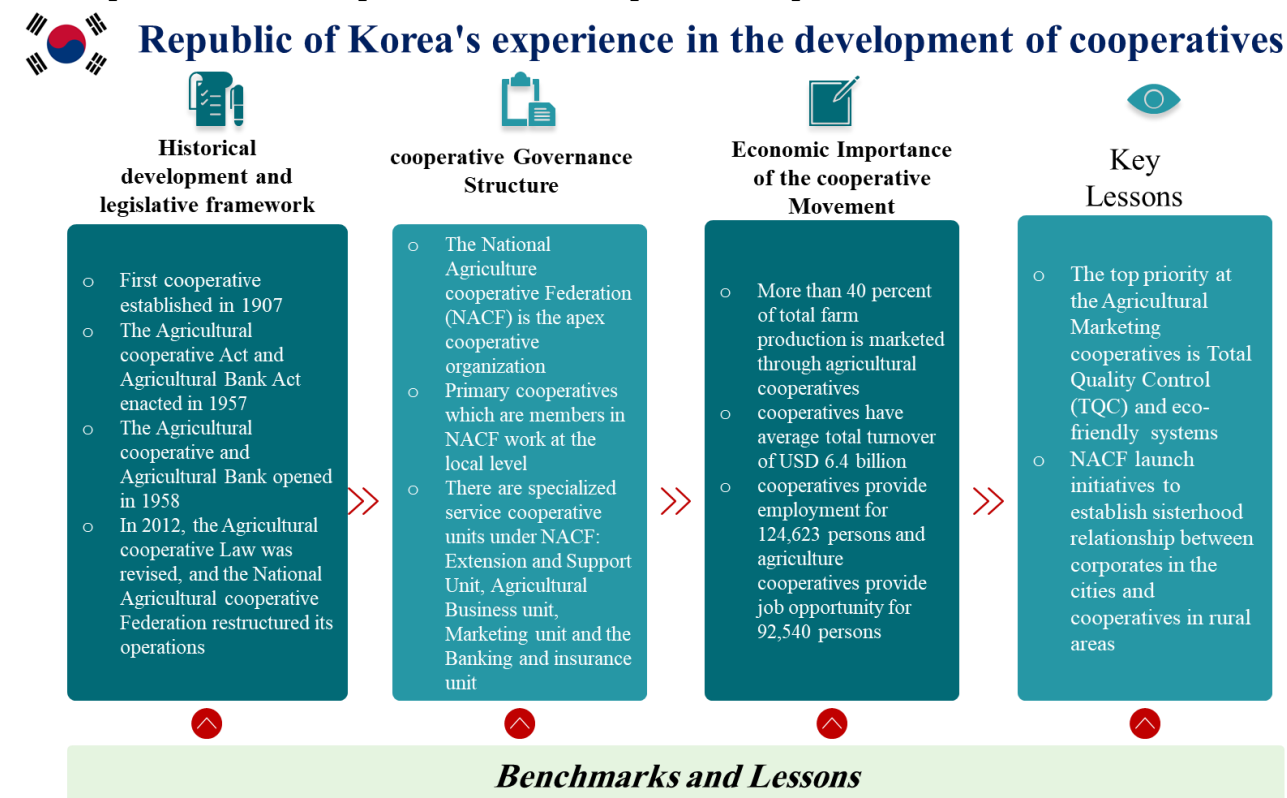 Republic of Korea's experience in the development of cooperatives
Historical
development and
legislative framework
○ First cooperative
established in 1907
○ The Agricultural
cooperative Act and
Agricultural Bank Act
enacted in 1957
○ The Agricultural
cooperative and
Agricultural Bank opened
in 1958
○ In 2012, the Agricultural
cooperative Law was
revised, and the National
Agricultural cooperative
Federation restructured its
operations
cooperative Governance
Structure
○ The National
Agriculture
cooperative Federation
(NACF) is the apex
cooperative
organization
○ Primary cooperatives
which are members in
NACF work at the
local level
○ There are specialized
service cooperative
units under NACF:
Extension and Support
Unit, Agricultural
Business unit,
Marketing unit and the
Banking and insurance
unit
Economic Importance
of the cooperative
Movement
○ More than 40 percent
of total farm
production is marketed
through agricultural
cooperatives
○ cooperatives have
average total turnover
of USD 6.4 billion
○ cooperatives provide
employment for
124,623 persons and
agriculture
cooperatives provide
job opportunity for
92,540 persons
Key
Lessons
○ The top priority at
the Agricultural
Marketing
cooperatives is Total
Quality Control
(TQC) and eco-
friendly systems
○ NACF launch
initiatives to
establish sisterhood
relationship between
corporates in the
cities and
cooperatives in rural
areas
Benchmarks and Lessons